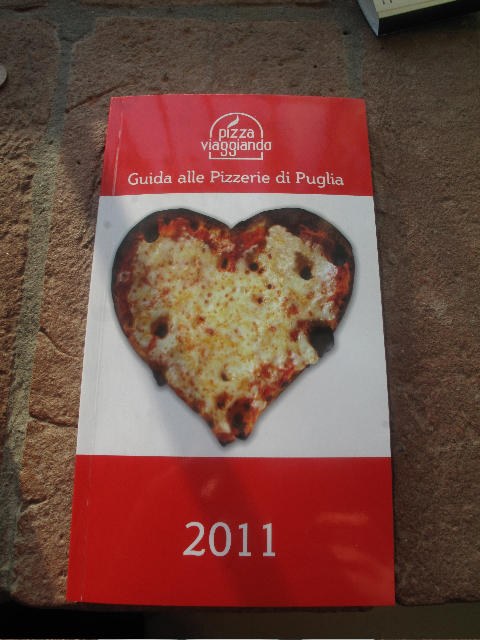 pizza
viaggiando
Guida alle Pizzerie di Puglia
2011